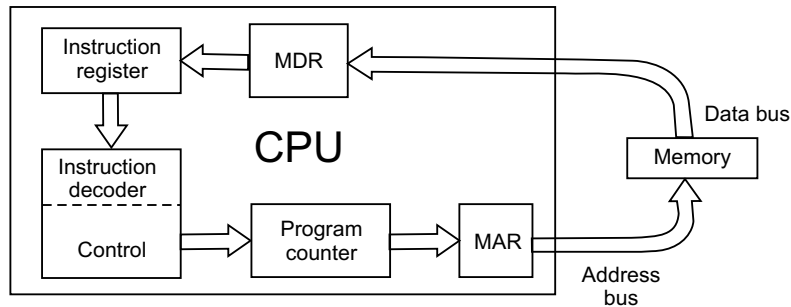 Instruction
register
MDR
Data bus
CPU
Memory
Instruction
decoder
Control
Program
counter
MAR
Address
bus